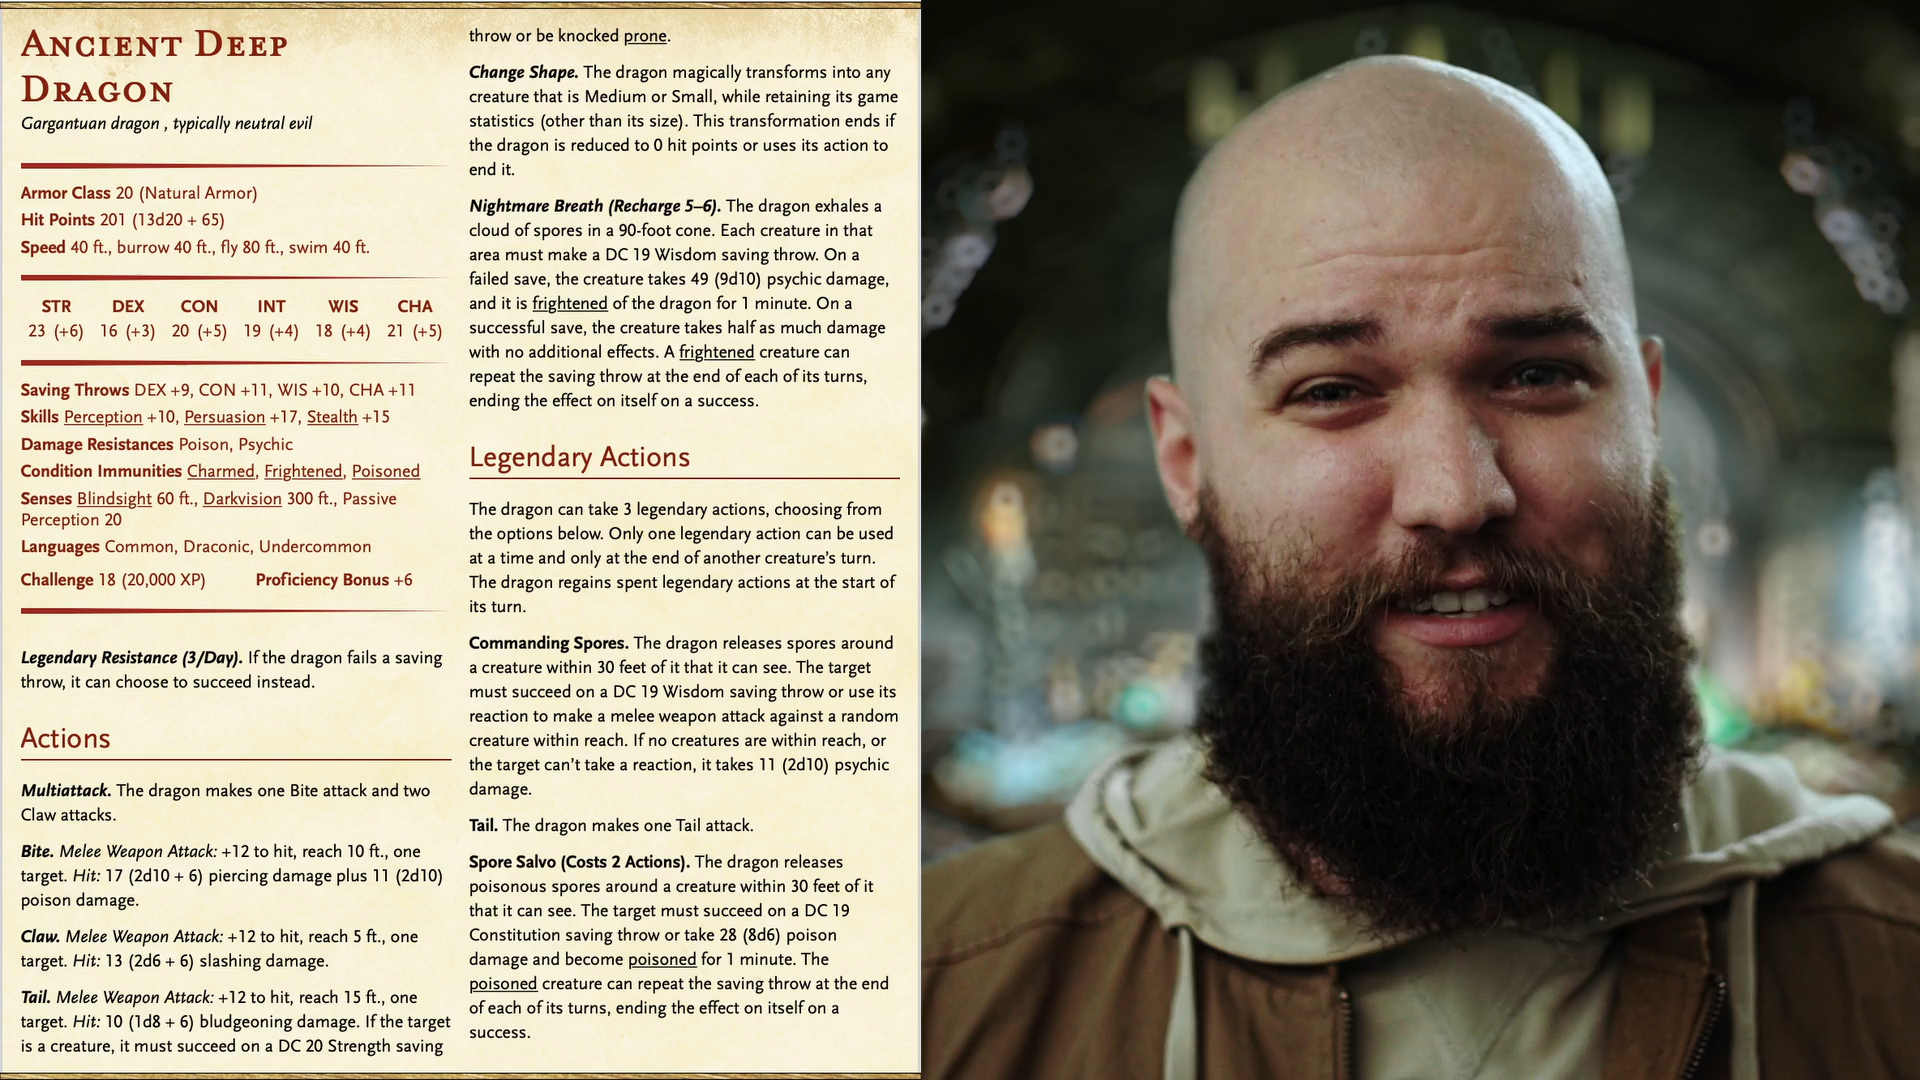 Ancient Deep
Dragon
Gargantuan dragon , typically neutral evil
Armor Class 20 (Natural Armor)
Hit Points 201 (13d20 + 65)
Speed 40 ft., burrow 40 ft., fly 80 ft., swim 40 ft.
STR DEX CON INT WIS CHA
23 (+6) 16 (+3) 20 (+5) 19 (+4) 18 (+4) 21 (+5)
Saving Throws DEX +9, CON +11, WIS +10, CHA +11
Skills Perception +10, Persuasion +17, Stealth +15
Damage Resistances Poison, Psychic
Condition Immunities Charmed, Frightened, Poisoned
Senses Blindsight 60 ft., Darkvision 300 ft., Passive
Perception 20
Languages Common, Draconic, Undercommon
Challenge 18 (20,000 XP) Proficiency Bonus +6
Legendary Resistance (3/Day). If the dragon fails a saving
throw, it can choose to succeed instead.
Actions
Multiattack. The dragon makes one Bite attack and two
Claw attacks.
Bite. Melee Weapon Attack: +12 to hit, reach 10 ft., one
target. Hit: 17 (2d10 + 6) piercing damage plus 11 (2d10)
poison damage.
Claw. Melee Weapon Attack: +12 to hit, reach 5 ft., one
target. Hit: 13 (2d6 + 6) slashing damage.
Tail. Melee Weapon Attack: +12 to hit, reach 15 ft., one
target. Hit: 10 (1d8 + 6) bludgeoning damage. If the target
is a creature, it must succeed on a DC 20 Strength saving
throw or be knocked prone.
Change Shape. The dragon magically transforms into any
creature that is Medium or Small, while retaining its game
statistics (other than its size). This transformation ends if
the dragon is reduced to 0 hit points or uses its action to
end it.
Nightmare Breath (Recharge 5–6). The dragon exhales a
cloud of spores in a 90-foot cone. Each creature in that
area must make a DC 19 Wisdom saving throw. On a
failed save, the creature takes 49 (9d10) psychic damage,
and it is frightened of the dragon for 1 minute. On a
successful save, the creature takes half as much damage
with no additional effects. A frightened creature can
repeat the saving throw at the end of each of its turns,
ending the effect on itself on a success.
Legendary Actions
The dragon can take 3 legendary actions, choosing from
the options below. Only one legendary action can be used
at a time and only at the end of another creature's turn.
The dragon regains spent legendary actions at the start of
its turn.
Commanding Spores. The dragon releases spores around
a creature within 30 feet of it that it can see. The target
must succeed on a DC 19 Wisdom saving throw or use its
reaction to make a melee weapon attack against a random
creature within reach. If no creatures are within reach, or
the target can't take a reaction, it takes 11 (2d10) psychic
damage.
Tail. The dragon makes one Tail attack.
Spore Salvo (Costs 2 Actions). The dragon releases
poisonous spores around a creature within 30 feet of it
that it can see. The target must succeed on a DC 19
Constitution saving throw or take 28 (8d6) poison
damage and become poisoned for 1 minute. The
poisoned creature can repeat the saving throw at the end
of each of its turns, ending the effect on itself on a
success.